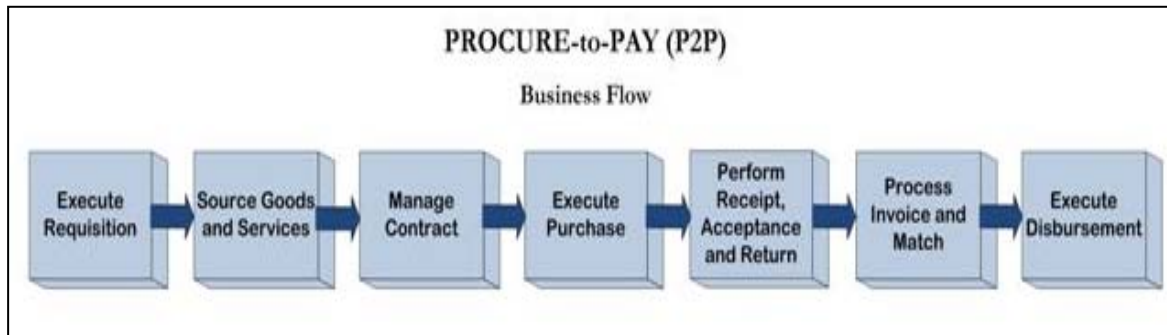 PROCURE-to-PAY (P2P)
Business Flow
Execute
Requisition
Source Goods
and Services
Manage
Contract
Execute
Purchase
Perform
Receipt,
Acceptance
and Return
Process
Invoice and
Match
Execute
Disbursement